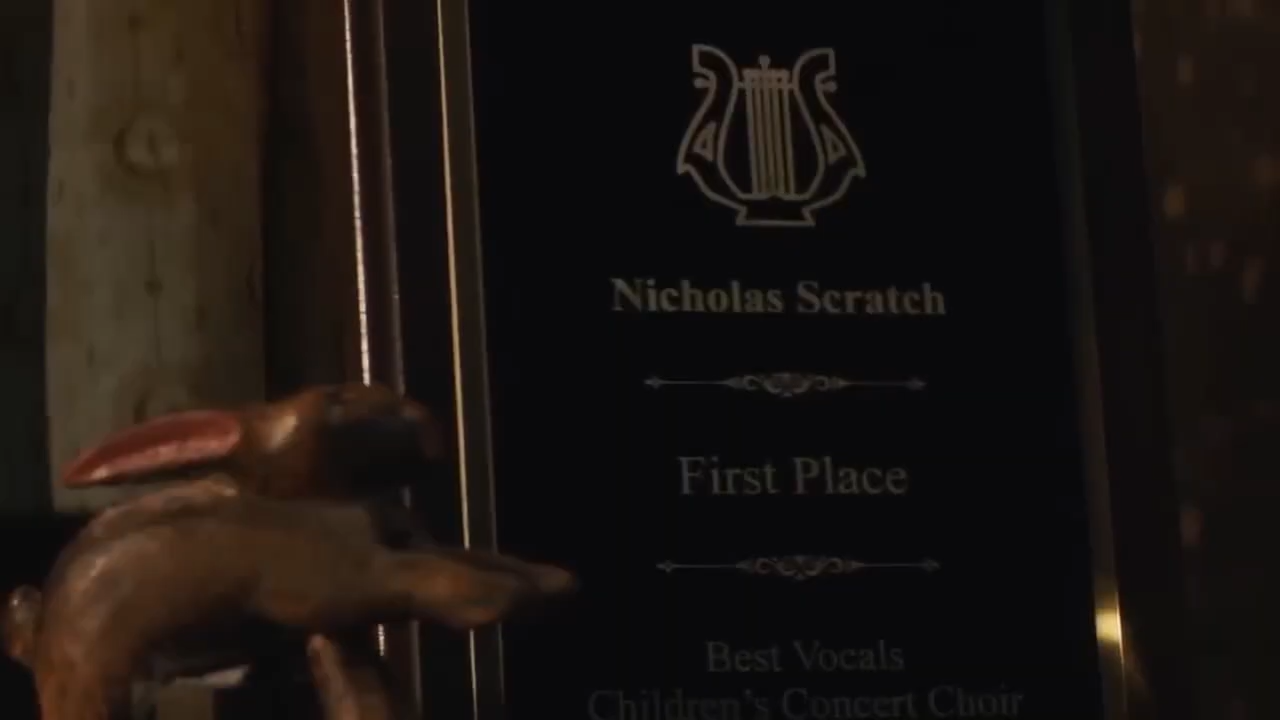 Nicholas Scratch
First Place
Best Vocals
Children's Concert Choir